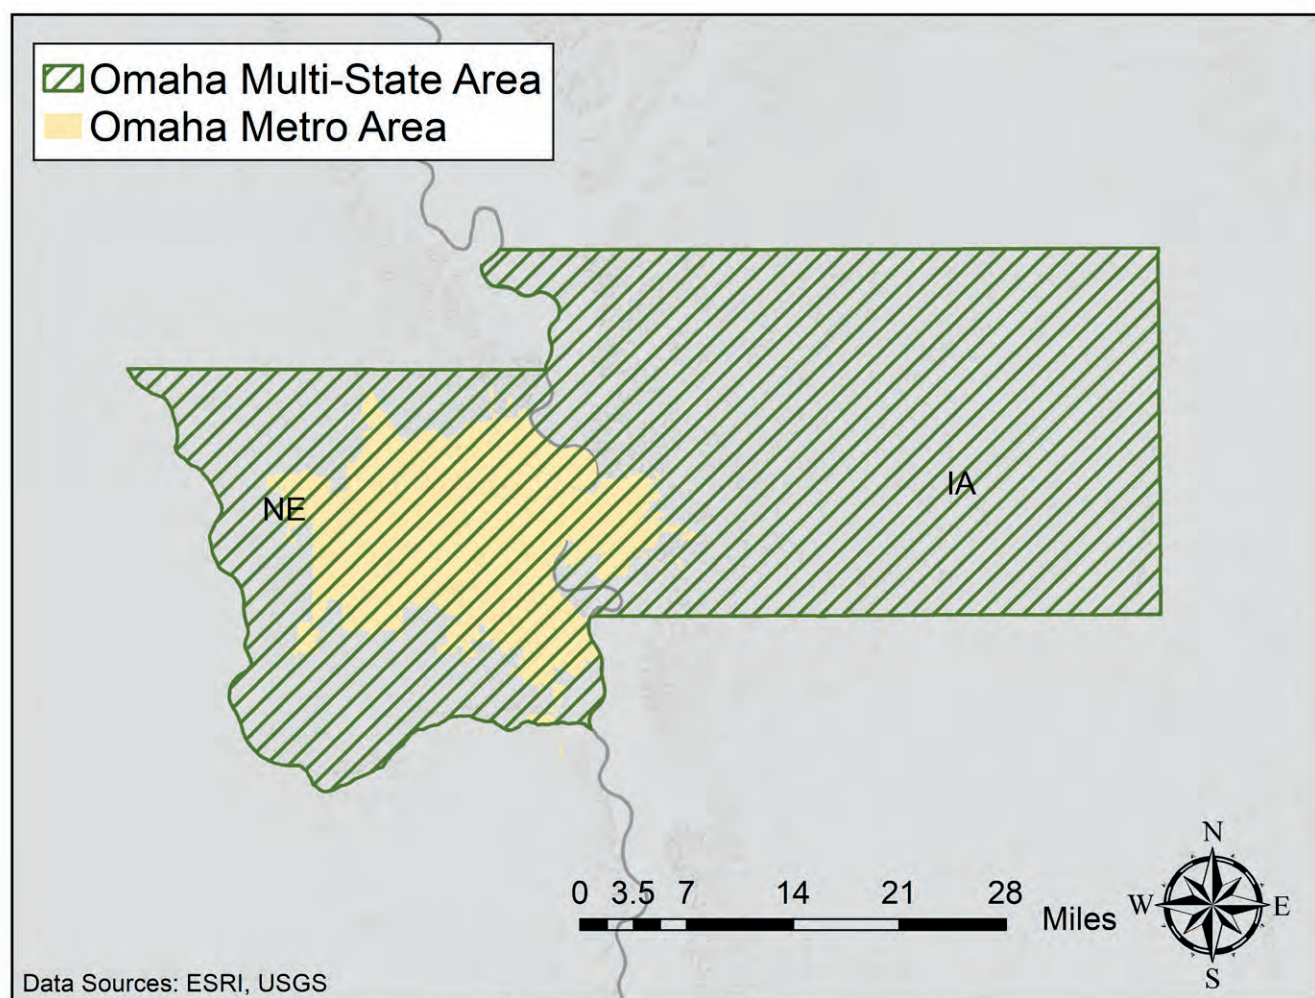 Omaha Multi-State Area
Omaha Metro Area
NE
IA
0 3.5 7 14 21 28
Miles
N
W E
S
Data Sources: ESRI, USGS